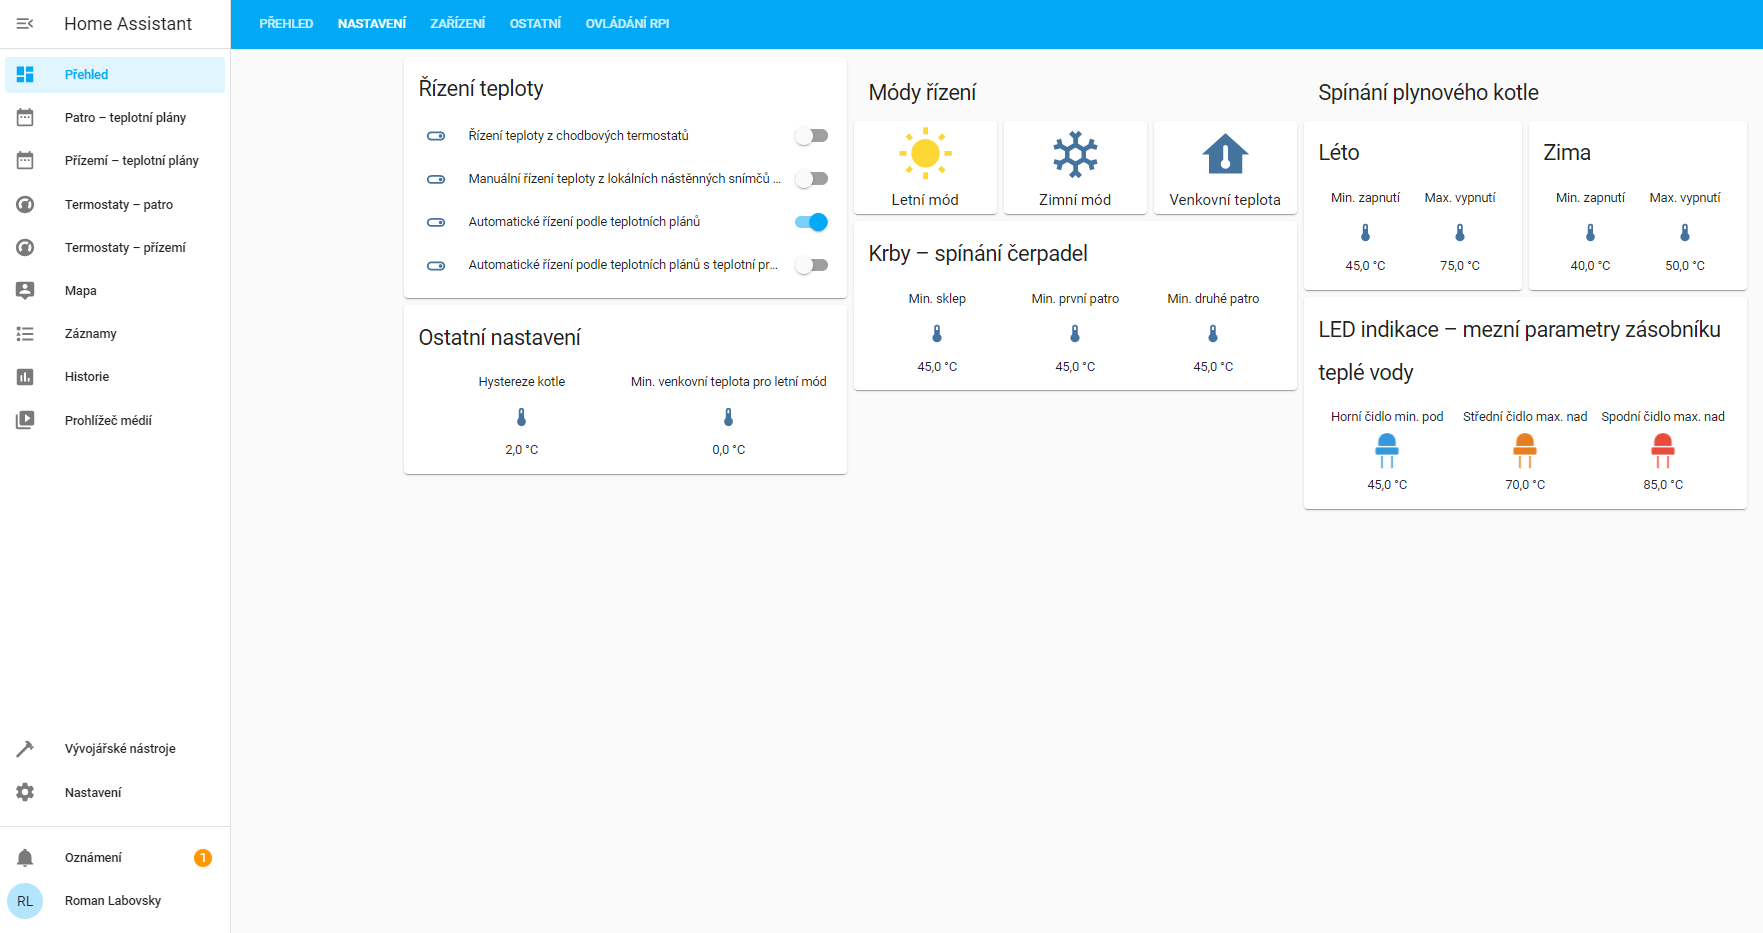 Home Assistant
PŘEHLED
NASTAVENÍ
ZAŘÍZENÍ
OSTATNÍ
OVLÁDÁNÍ RPI
Přehled
Patro – teplotní plány
Přízemí – teplotní plány
Termostaty – patro
Termostaty – přízemí
Mapa
Záznamy
Historie
Prohlížeč médií
Vývojářské nástroje
Nastavení
Oznámení
1
RL
Roman Labovsky
Řízení teploty
Řízení teploty z chodbových termostatů
Manuální řízení teploty z lokálních nástěnných snímčů ...
Automatické řízení podle teplotních plánů
Automatické řízení podle teplotních plánů s teplotní pr...
Ostatní nastavení
Hystereze kotle
Min. venkovní teplota pro letní mód
2,0 °C
0,0 °C
Módy řízení
Letní mód
Zimní mód
Venkovní teplota
Krby – spínání čerpadel
Min. sklep
Min. první patro
Min. druhé patro
45,0 °C
45,0 °C
45,0 °C
Spínání plynového kotle
Léto
Min. zapnutí
Max. vypnutí
45,0 °C
75,0 °C
Zima
Min. zapnutí
Max. vypnutí
40,0 °C
50,0 °C
LED indikace – mezní parametry zásobníku
teplé vody
Horní čidlo min. pod
Střední čidlo max. nad
Spodní čidlo max. nad
45,0 °C
70,0 °C
85,0 °C